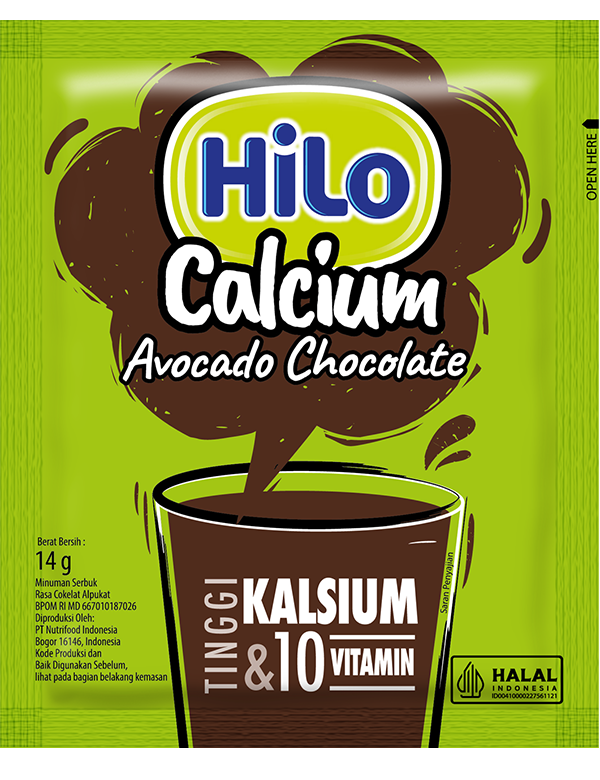 HiLo
Calcium
Avocado Chocolate
OPEN HERE
Berat Bersih :
14 g
Minuman Serbuk
Rasa Cokelat Alpukat
BPOM RI MD 667010187026
Diproduksi Oleh:
PT Nutrifood Indonesia
Bogor 16146, Indonesia
Kode Produksi dan
Baik Digunakan Sebelum,
lihat pada bagian belakang kemasan
TINGGI
KALSIUM
&10 VITAMIN
Saran Penyajian
HALAL
INDONESIA
ID00410000227561121